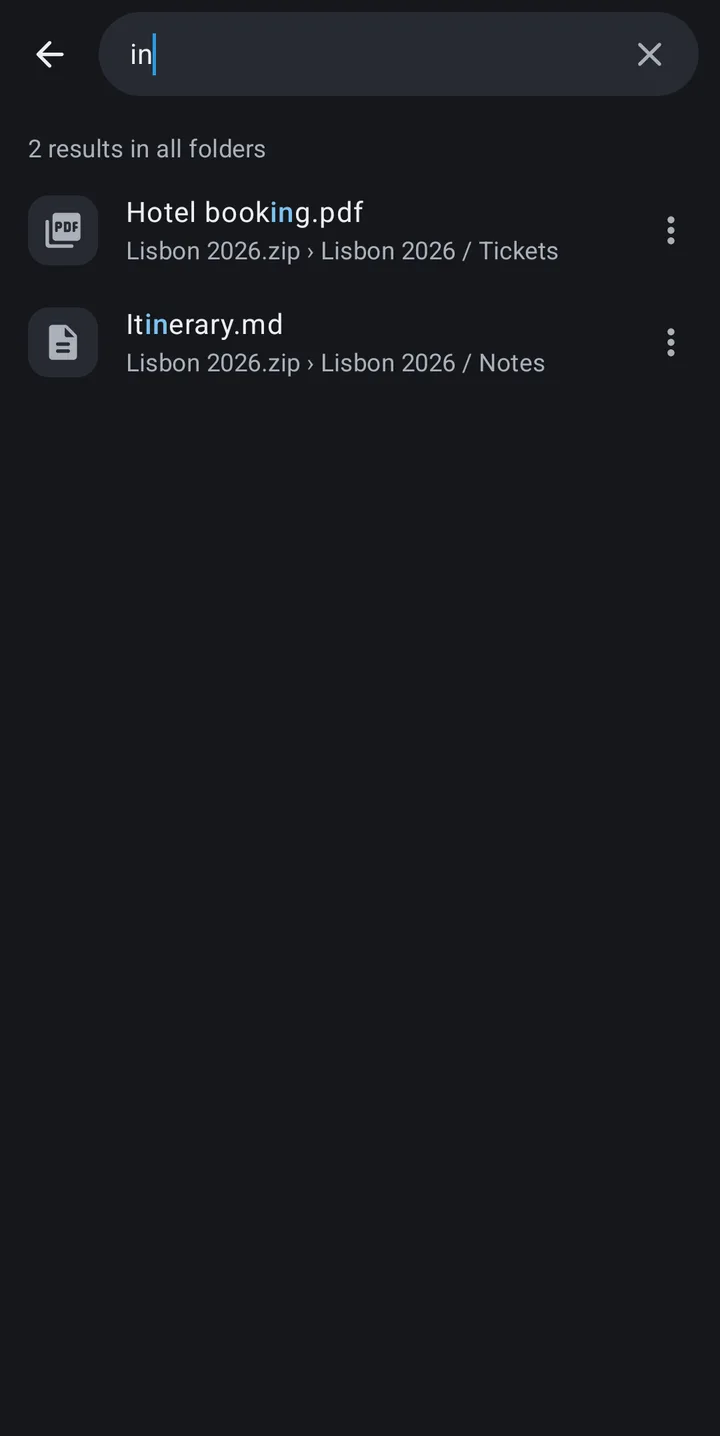 in
2 results in all folders
Hotel booking.pdf
PDF
Lisbon 2026.zip › Lisbon 2026 / Tickets
Itinerary.md
Lisbon 2026.zip › Lisbon 2026 / Notes